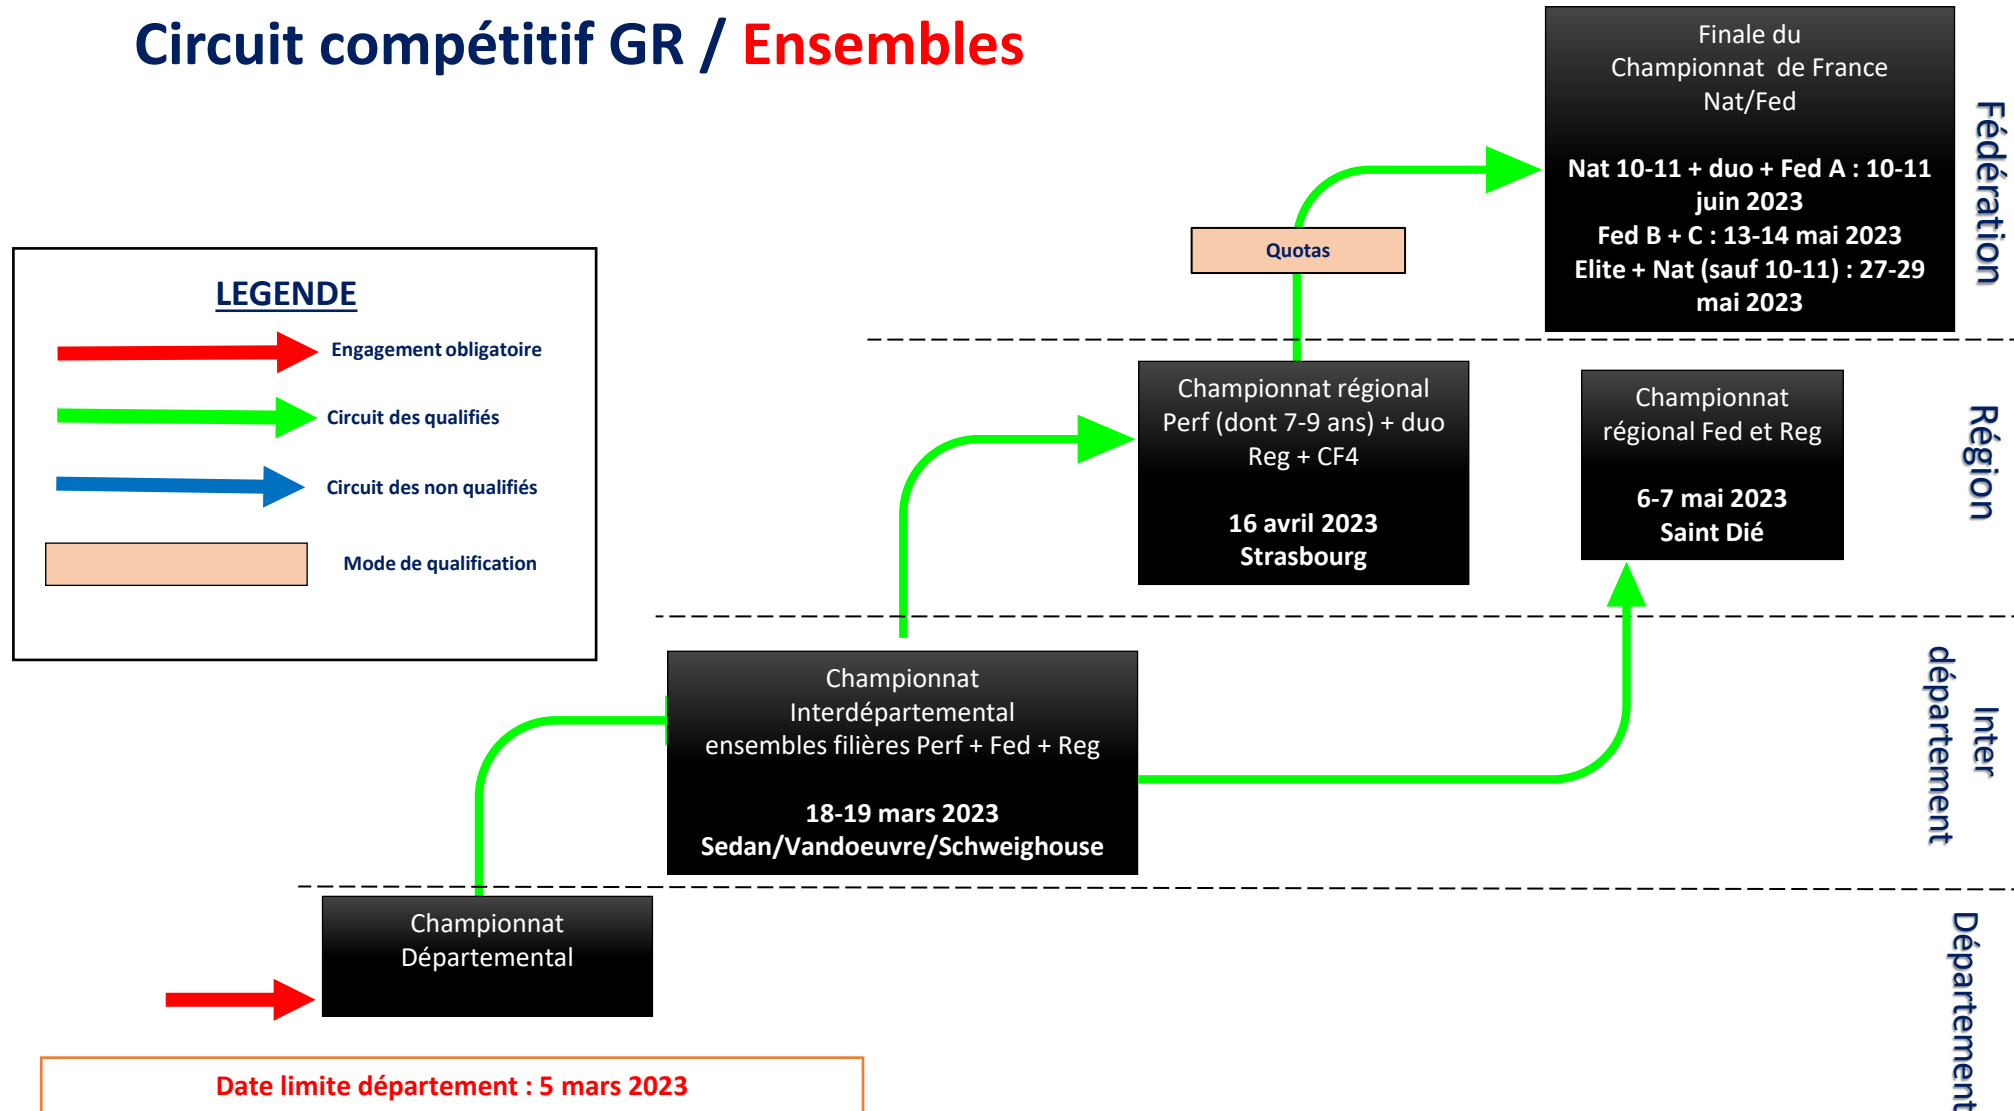 Circuit compétitif GR / Ensembles
Finale du
Championnat de France
Nat/Fed
Nat 10-11 + duo + Fed A : 10-11
juin 2023
Fed B + C : 13-14 mai 2023
Elite + Nat (sauf 10-11) : 27-29
mai 2023
Fédération
Quotas
LEGENDE
Engagement obligatoire
Circuit des qualifiés
Circuit des non qualifiés
Mode de qualification
Championnat régional
Perf (dont 7-9 ans) + duo
Reg + CF4
16 avril 2023
Strasbourg
Championnat
régional Fed et Reg
6-7 mai 2023
Saint Dié
Région
Championnat
Interdépartemental
ensembles filières Perf + Fed + Reg
18-19 mars 2023
Sedan/Vandoeuvre/Schweighouse
Inter
département
Championnat
Départemental
Département
Date limite département : 5 mars 2023